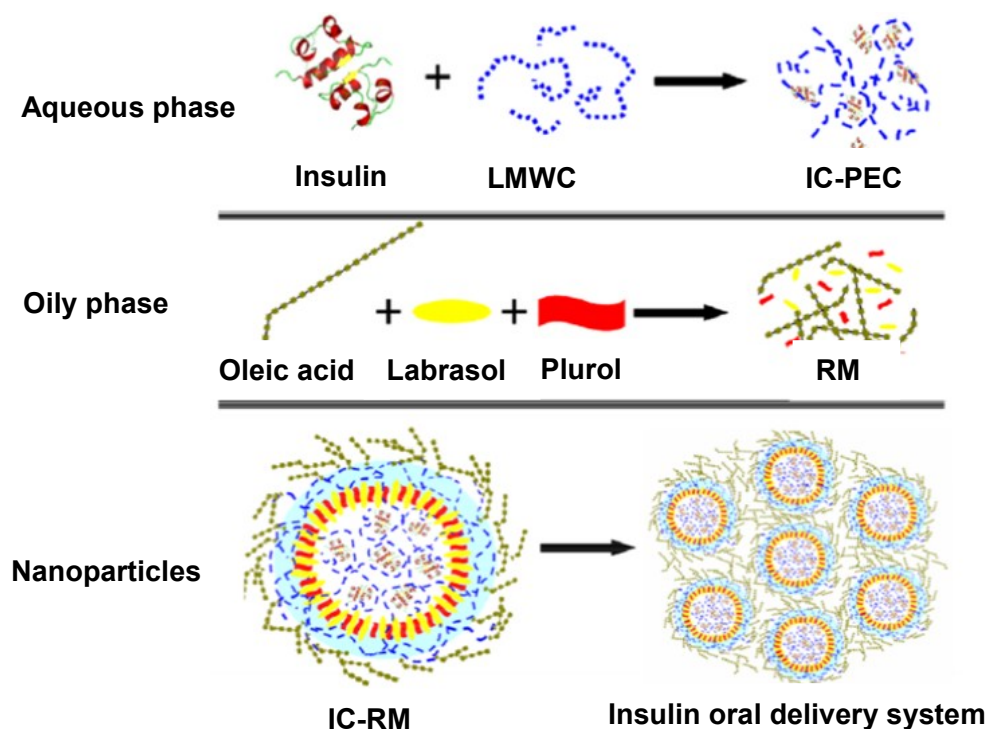 Aqueous phase
Insulin
LMWC
IC-PEC
Oily phase
Oleic acid
Labrasol
Plurol
RM
Nanoparticles
IC-RM
Insulin oral delivery system